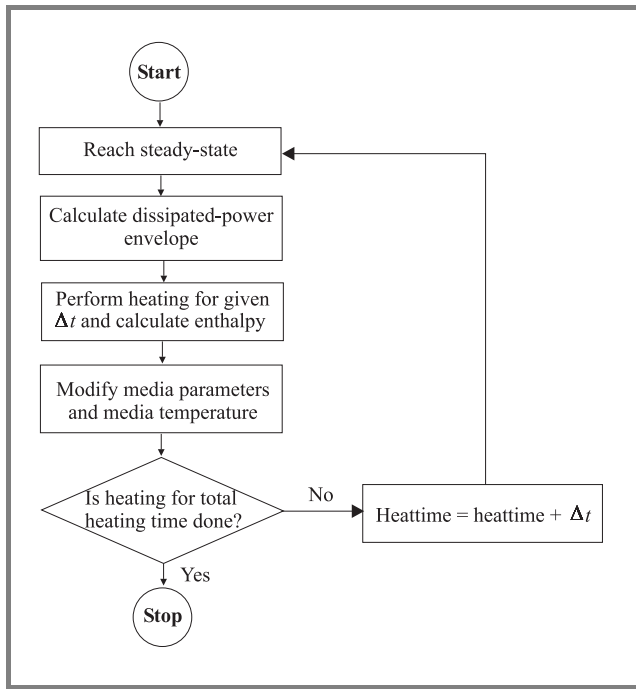 Start
Reach steady-state
Calculate dissipated-power
envelope
Perform heating for given
Δt and calculate enthalpy
Modify media parameters
and media temperature
Is heating for total
heating time done?
No
Heattime = heattime + Δt
Yes
Stop